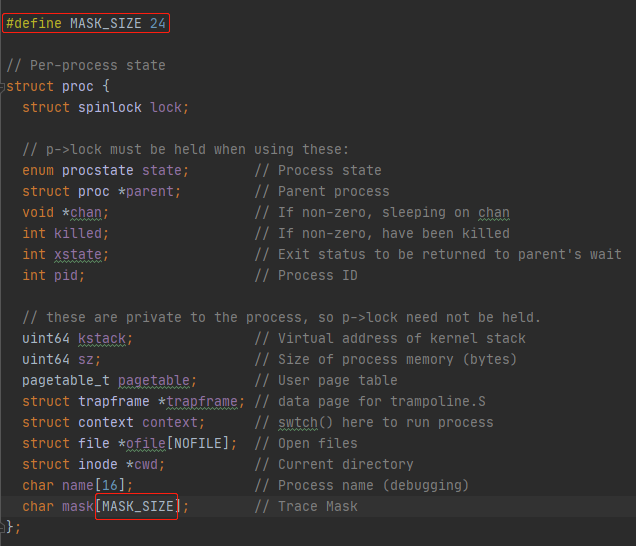 #define MASK_SIZE 24
// Per-process state
struct proc {
struct spinlock lock;
// p->lock must be held when using these:
enum procstate state; // Process state
struct proc *parent; // Parent process
void *chan; // If non-zero, sleeping on chan
int killed; // If non-zero, have been killed
int xstate; // Exit status to be returned to parent's wait
int pid; // Process ID
// these are private to the process, so p->lock need not be held.
uint64 kstack; // Virtual address of kernel stack
uint64 sz; // Size of process memory (bytes)
pagetable_t pagetable; // User page table
struct trapframe *trapframe; // data page for trampoline.S
struct context context; // swtch() here to run process
struct file *ofile[NOFILE]; // Open files
struct inode *cwd; // Current directory
char name[16]; // Process name (debugging)
char mask[MASK_SIZE]; // Trace Mask
};